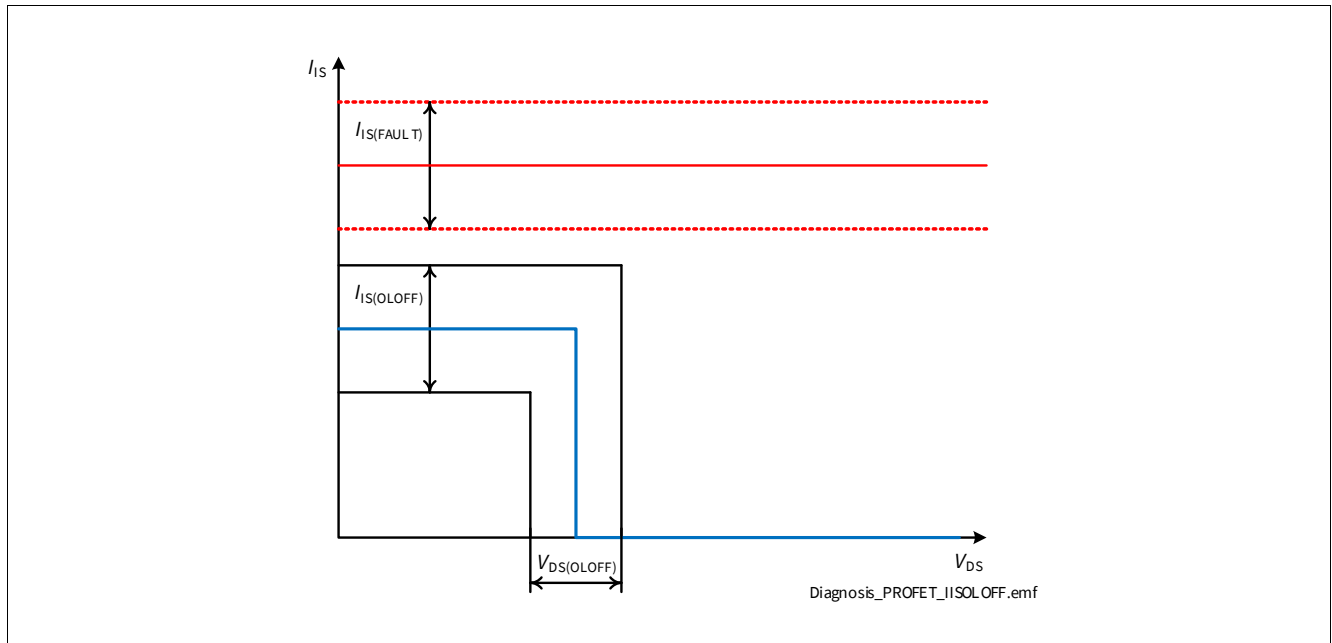 IIS
IIS(FAULT)
IIS(OLOFF)
VDS(OLOFF)
VDS
Diagnosis_PROFET_IISOLOFF.emf